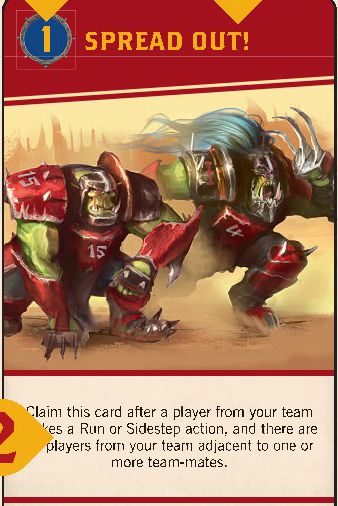 1 SPREAD OUT!
15
15
4
Claim this card after a player from your team
a Run or Sidestep action, and there are
players from your team adjacent to one or
more team-mates.
2